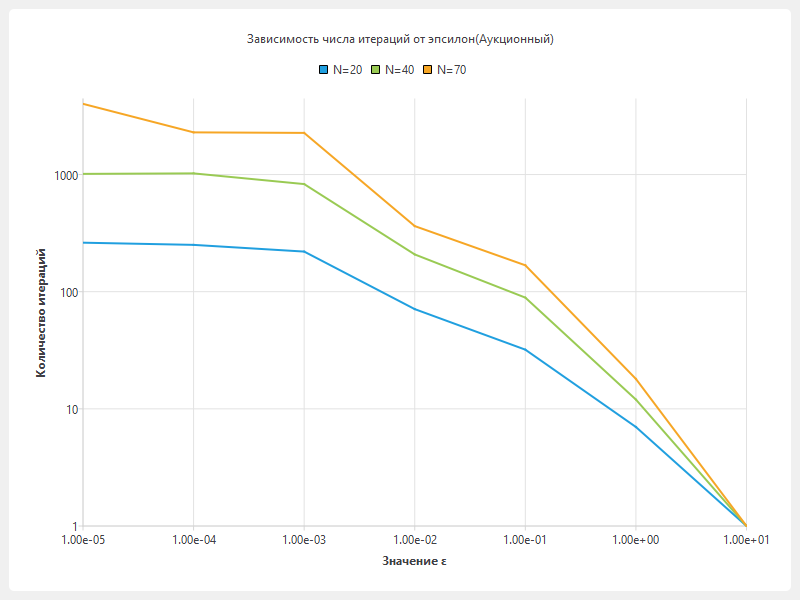 Зависимость числа итераций от эпсилон(Аукционный)
N=20 N=40 N=70
Количество итераций
1000
100
10
1
1.00e-05 1.00e-04 1.00e-03 1.00e-02 1.00e-01 1.00e+00 1.00e+01
Значение ε